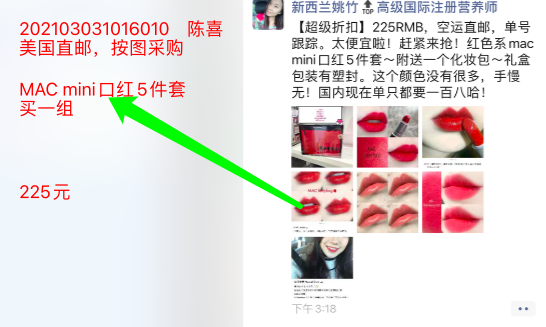 202103031016010 陈喜
美国直邮，按图采购
MAC mini口红5件套
买一组
225元
新西兰姚竹 TOP 高级国际注册营养师
【超级折扣】225RMB，空运直邮，单号
跟踪。太便宜啦！赶紧来抢！红色系mac
mini口红5件套～附送一个化妆包～礼盒
包装有塑封。这个颜色没有很多，手慢
无！国内现在单只都要一百八哈！
下午3:18